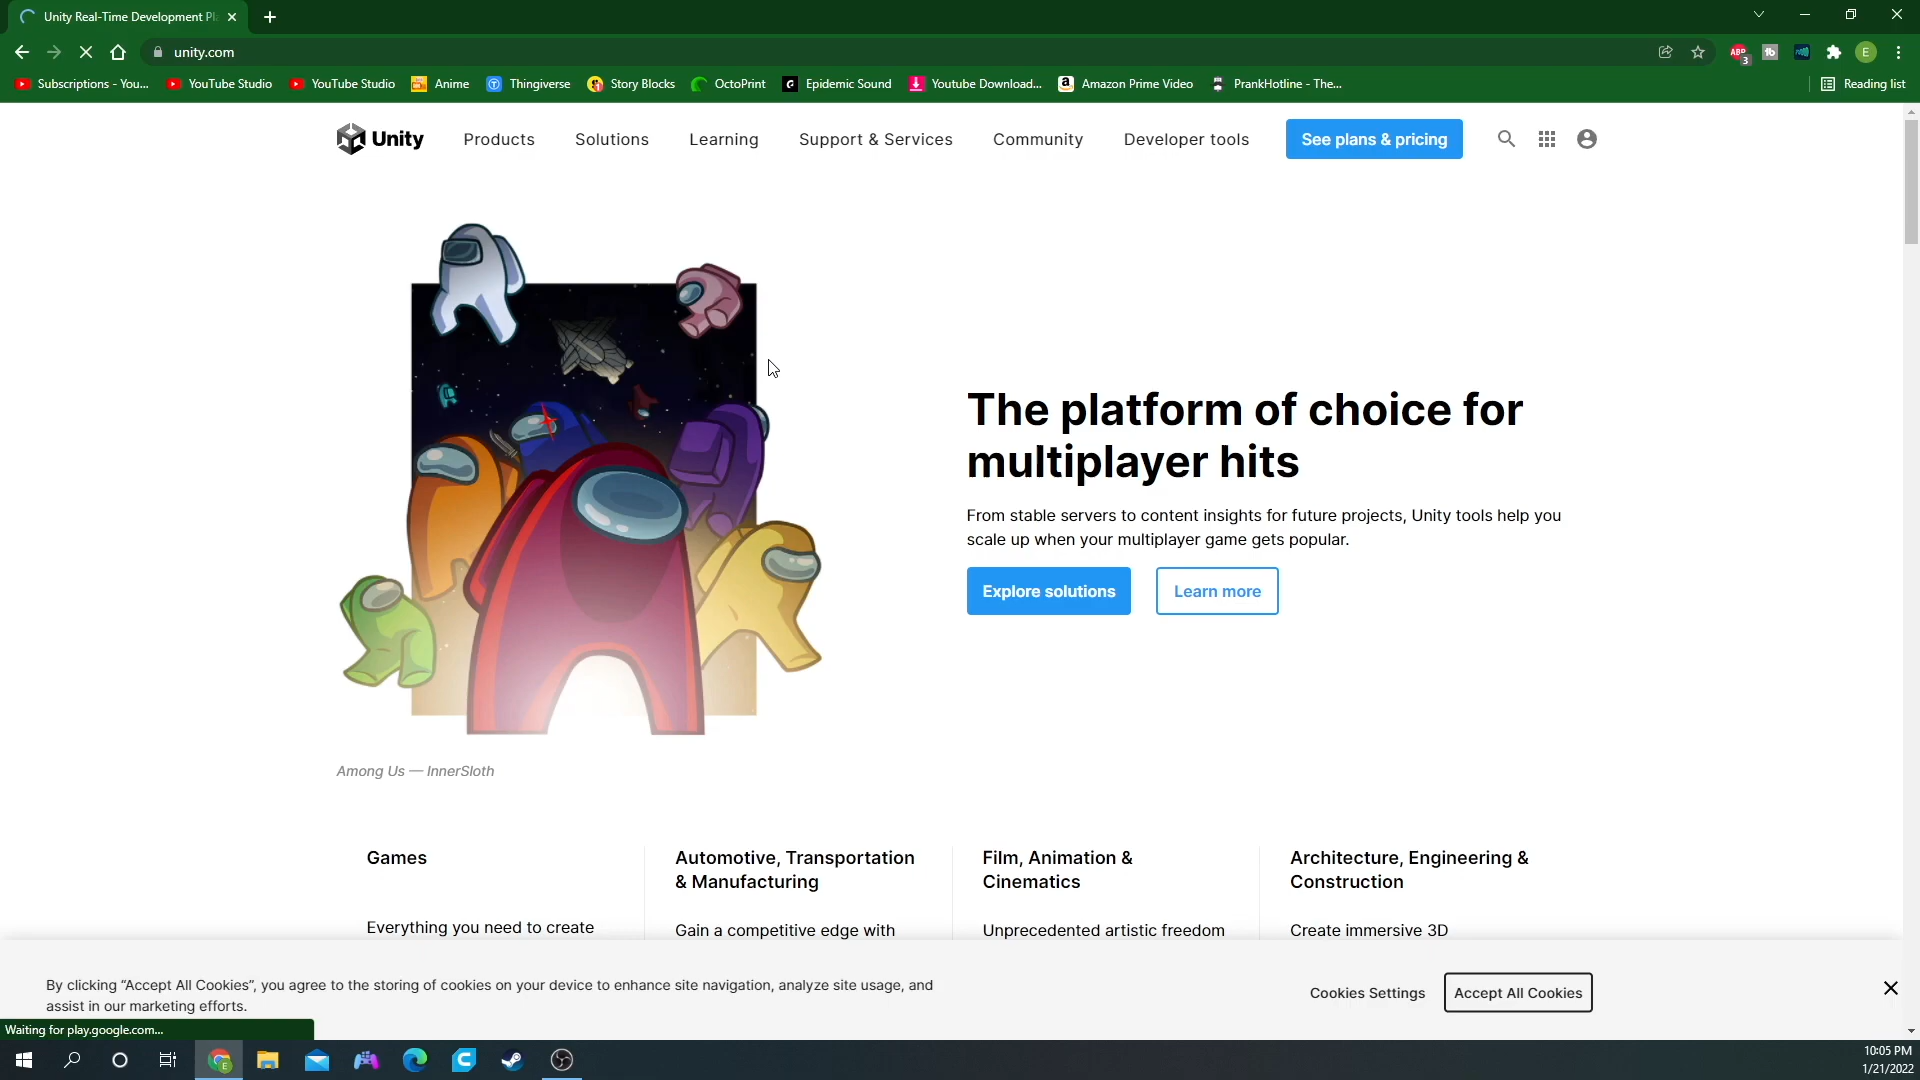 Unity Real-Time Development Pl
unity.com
3
E
Subscriptions - You...
YouTube Studio
YouTube Studio
Anime
Thingiverse
Story Blocks
OctoPrint
Epidemic Sound
Youtube Download...
Amazon Prime Video
PrankHotline - The...
Reading list
Unity
Products
Solutions
Learning
Support & Services
Community
Developer tools
See plans & pricing
The platform of choice for
multiplayer hits
From stable servers to content insights for future projects, Unity tools help you
scale up when your multiplayer game gets popular.
Explore solutions
Learn more
Among Us — InnerSloth
Games
Everything you need to create
Automotive, Transportation
& Manufacturing
Gain a competitive edge with
Film, Animation &
Cinematics
Unprecedented artistic freedom
Architecture, Engineering &
Construction
Create immersive 3D
By clicking “Accept All Cookies”, you agree to the storing of cookies on your device to enhance site navigation, analyze site usage, and
assist in our marketing efforts.
Cookies Settings
Accept All Cookies
Waiting for play.google.com...
10:05 PM
1/21/2022